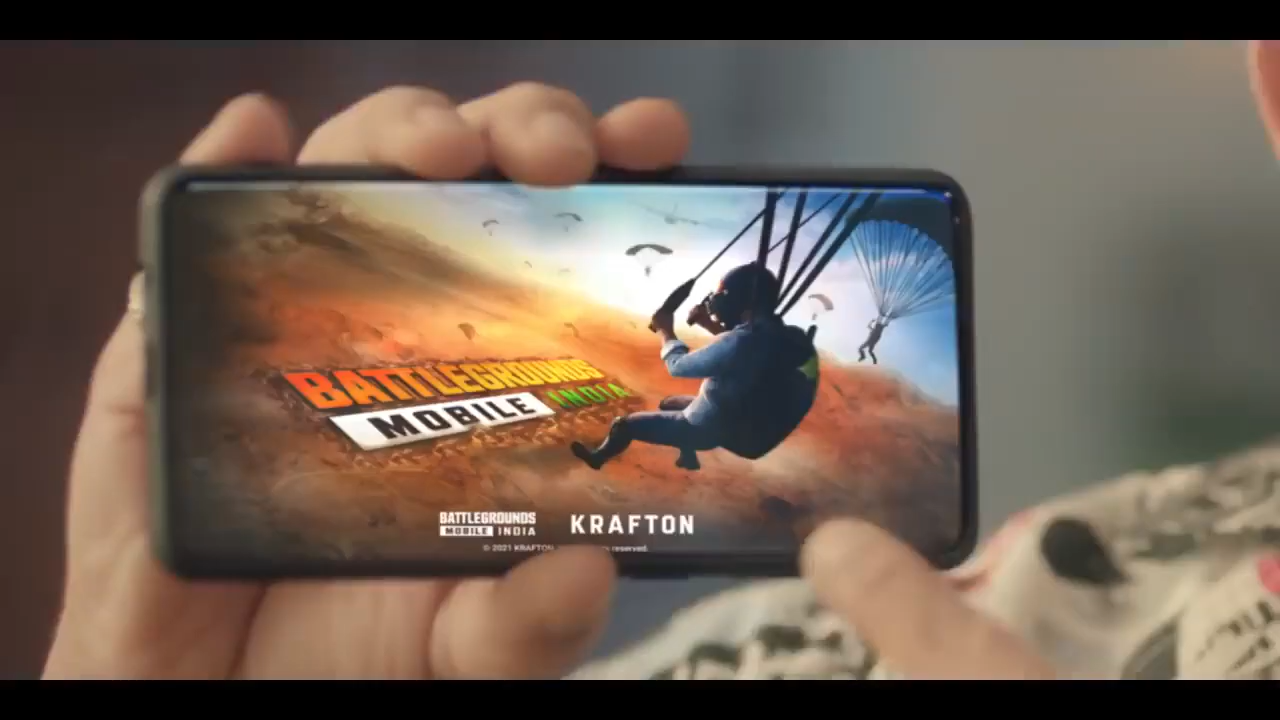 BATTLEGROUNDS
MOBILE INDIA
BATTLEGROUNDS
MOBILE INDIA
KRAFTON
© 2021 KRAFTON
reserved.